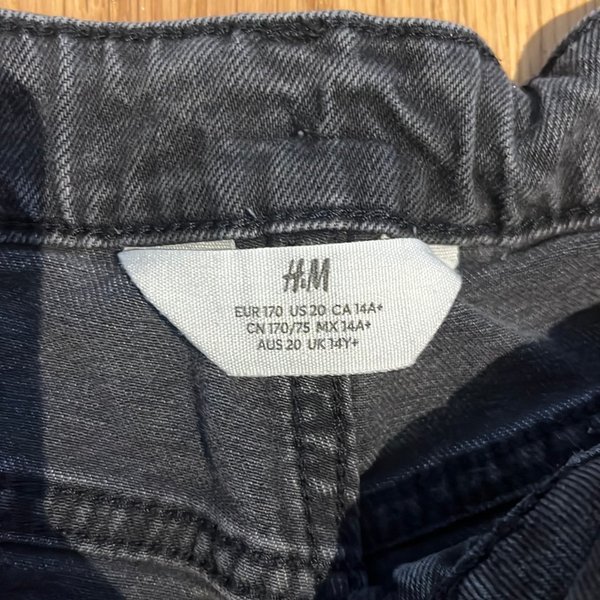 H&M
EUR 170 US 20 CA 14A+
CN 170/75 MX 14A+
AUS 20 UK 14Y+